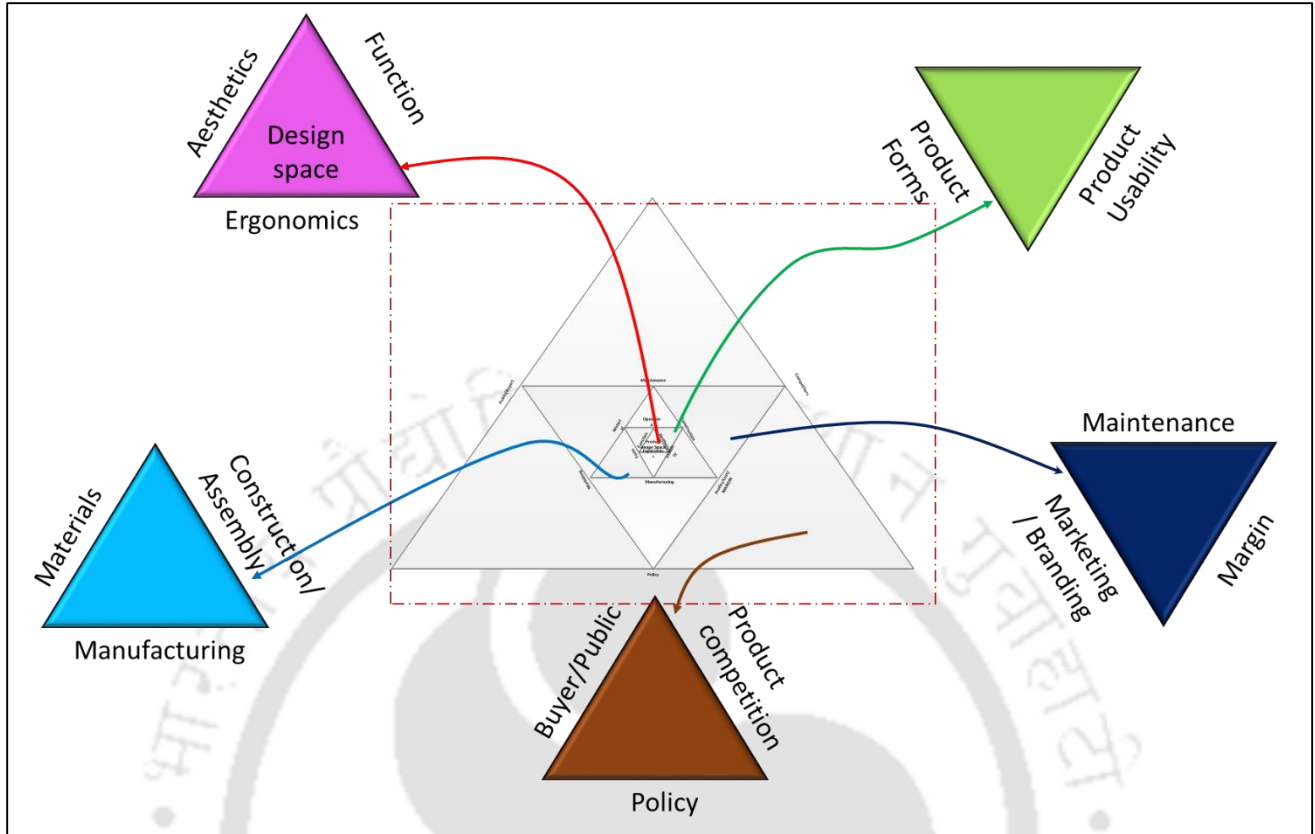 Aesthetics
Function
Design
space
Ergonomics
Product
Forms
Product
Usability
Maintenance
Marketing
/ Branding
Margin
Materials
Construction/
Assembly
Manufacturing
Buyer/Public
Product
competition
Policy
Maintenance
Competitors
Manufacturing
Policy